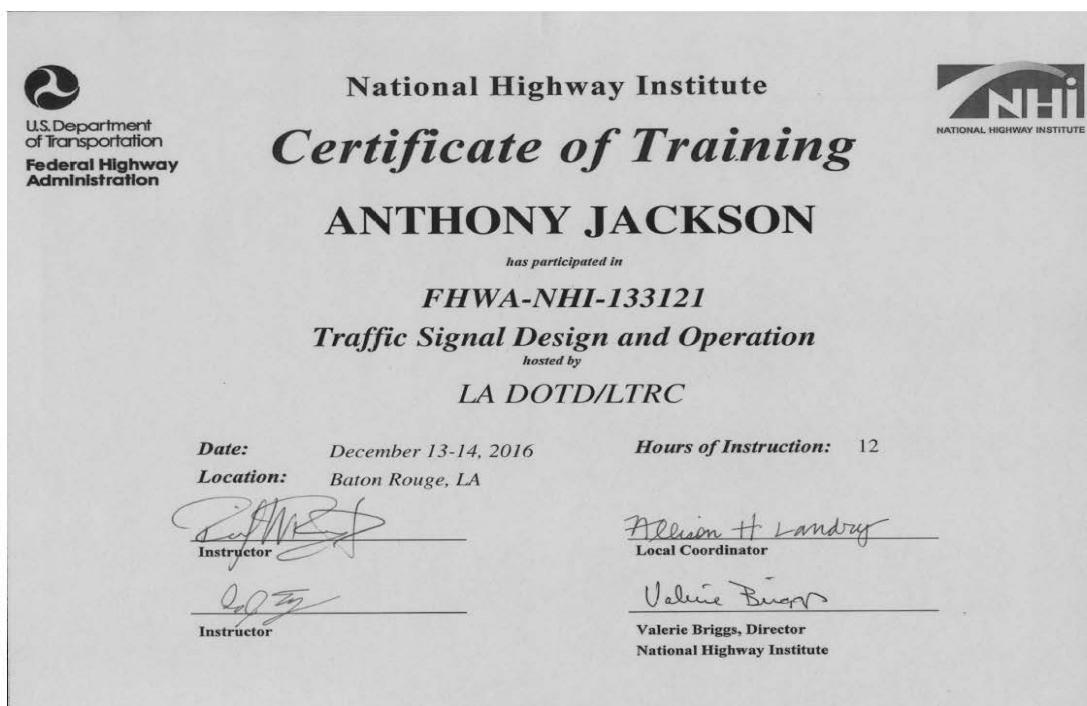 U.S. Department
of Transportation
Federal Highway
Administration
National Highway Institute
NHI
NATIONAL HIGHWAY INSTITUTE
Certificate of Training
ANTHONY JACKSON
has participated in
FHWA-NHI-133121
Traffic Signal Design and Operation
hosted by
LA DOTD/LTRC
Date: December 13-14, 2016
Hours of Instruction: 12
Location: Baton Rouge, LA
Instructor
Allison H Landry
Local Coordinator
Instructor
Valerie Briggs
Valerie Briggs, Director
National Highway Institute